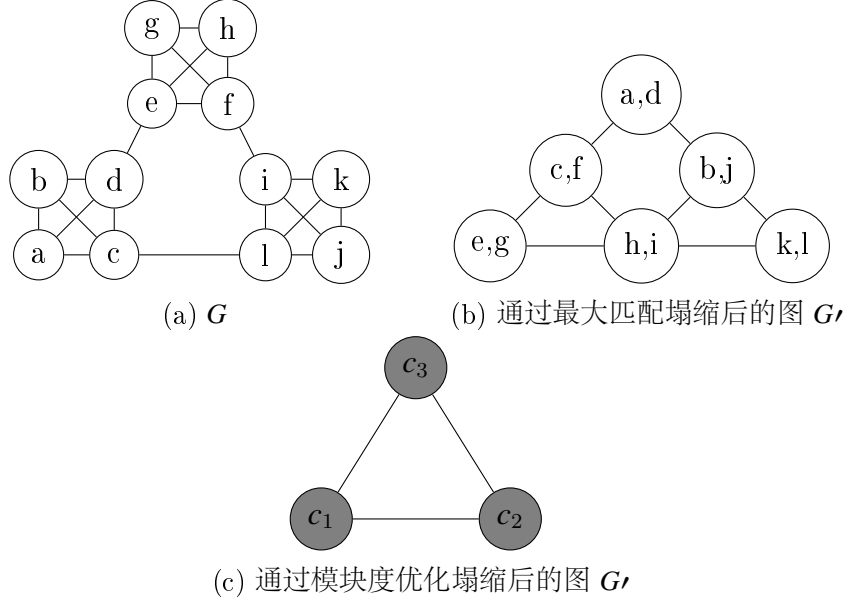 g h
e f
b d
a c
i k
l j
(a) G
a,d
c,f b,j
e,g h,i k,l
(b) 通过最大匹配塌缩后的图 G′
c₃
c₁ c₂
(c) 通过模块度优化塌缩后的图 G′